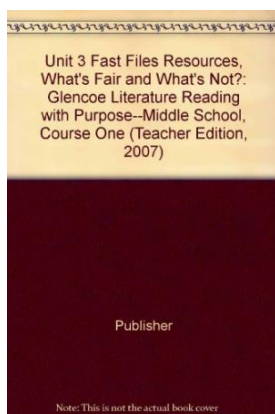 Unit 3 Fast Files Resources,
What's Fair and What's Not?:
Glencoe Literature Reading
with Purpose--Middle School,
Course One (Teacher Edition,
2007)
Publisher
Note: This is not the actual book cover